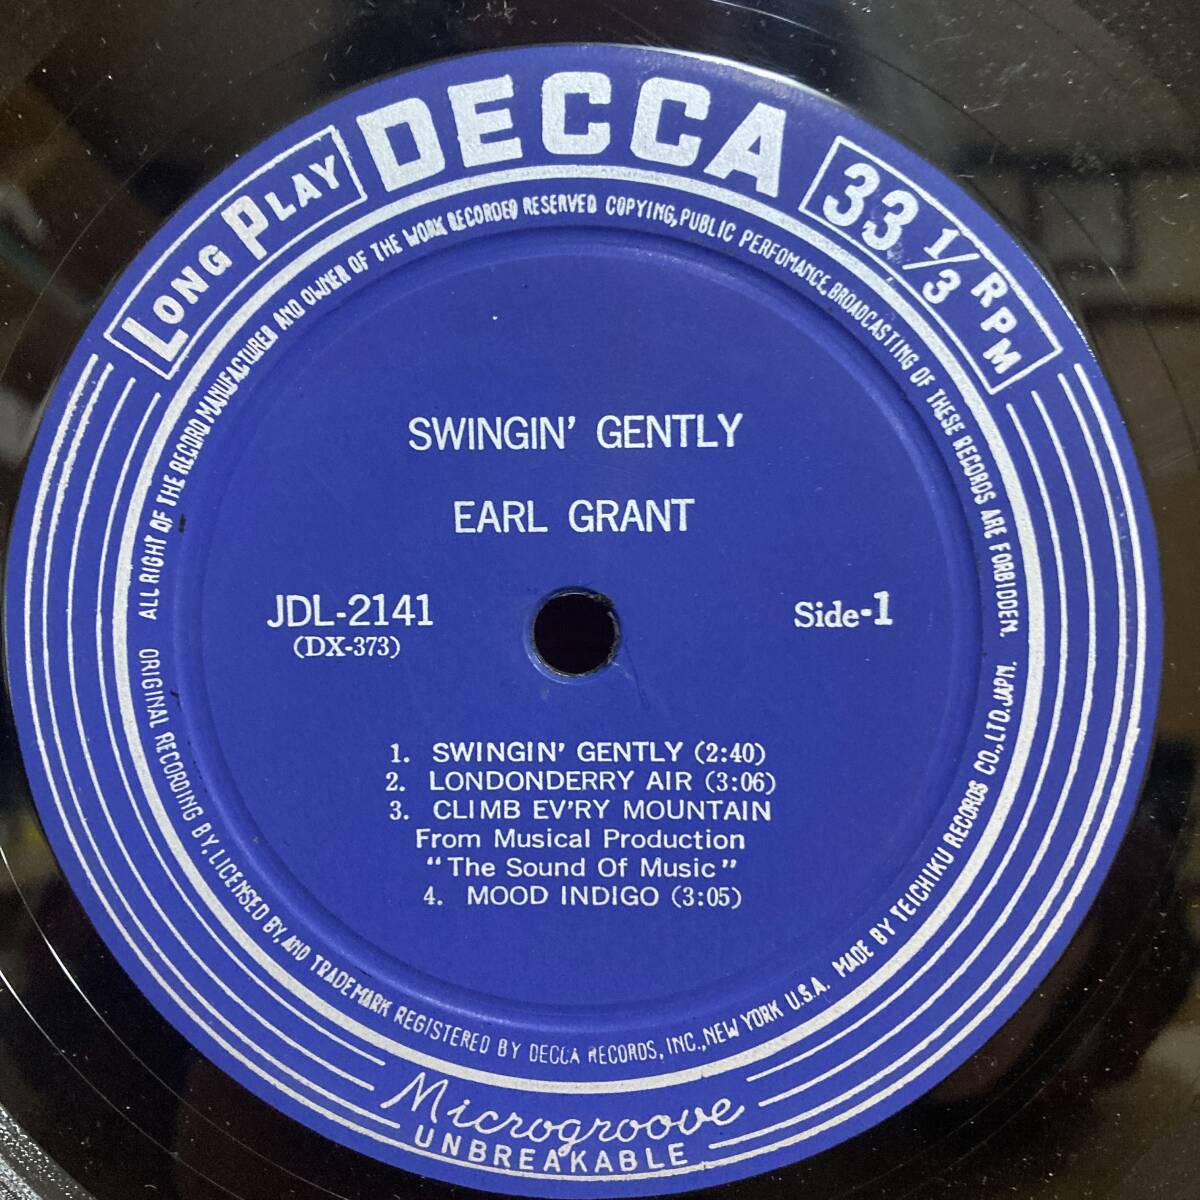 DECCA
LONG PLAY
33 1/3 RPM
ALL RIGHT OF THE RECORD MANUFACTURER AND OWNER OF THE WORK RECORDED RESERVED COPYING, PUBLIC PERFOMANCE, BROADCASTING OF THESE RECORDS ARE FORBIDDEN.
SWINGIN' GENTLY
EARL GRANT
JDL-2141
(DX-373)
Side-1
1. SWINGIN' GENTLY (2:40)
2. LONDONDERRY AIR (3:06)
3. CLIMB EV'RY MOUNTAIN
From Musical Production
"The Sound Of Music"
4. MOOD INDIGO (3:05)
ORIGINAL RECORDING BY, LICENSED BY, AND TRADEMARK REGISTERED BY DECCA RECORDS, INC., NEW YORK U.S.A. MADE BY TEICHIKU RECORDS CO., LTD. JAPN.
Microgroove
UNBREAKABLE